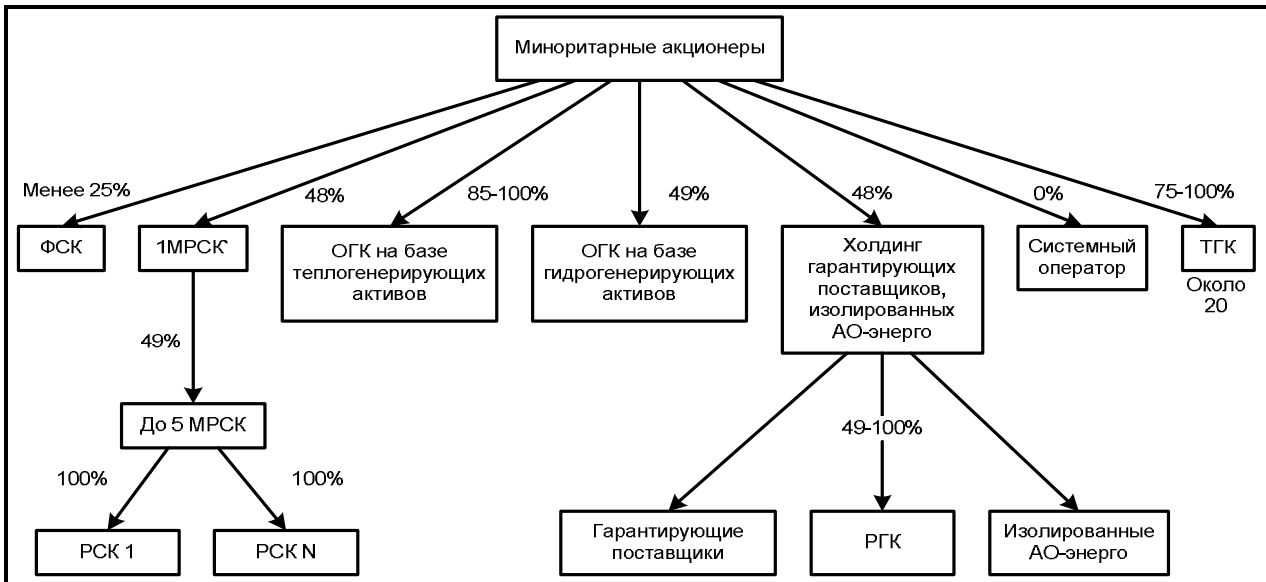 Миноритарные акционеры
Менее 25%
48%
85-100%
49%
48%
0%
75-100%
ФСК
1МРСК`
ОГК на базе
теплогенерирующих
активов
ОГК на базе
гидрогенерирующих
активов
Холдинг
гарантирующих
поставщиков,
изолированных
АО-энерго
Системный
оператор
ТГК
Около
20
49%
До 5 МРСК
49-100%
100%
100%
РСК 1
РСК N
Гарантирующие
поставщики
РГК
Изолированные
АО-энерго